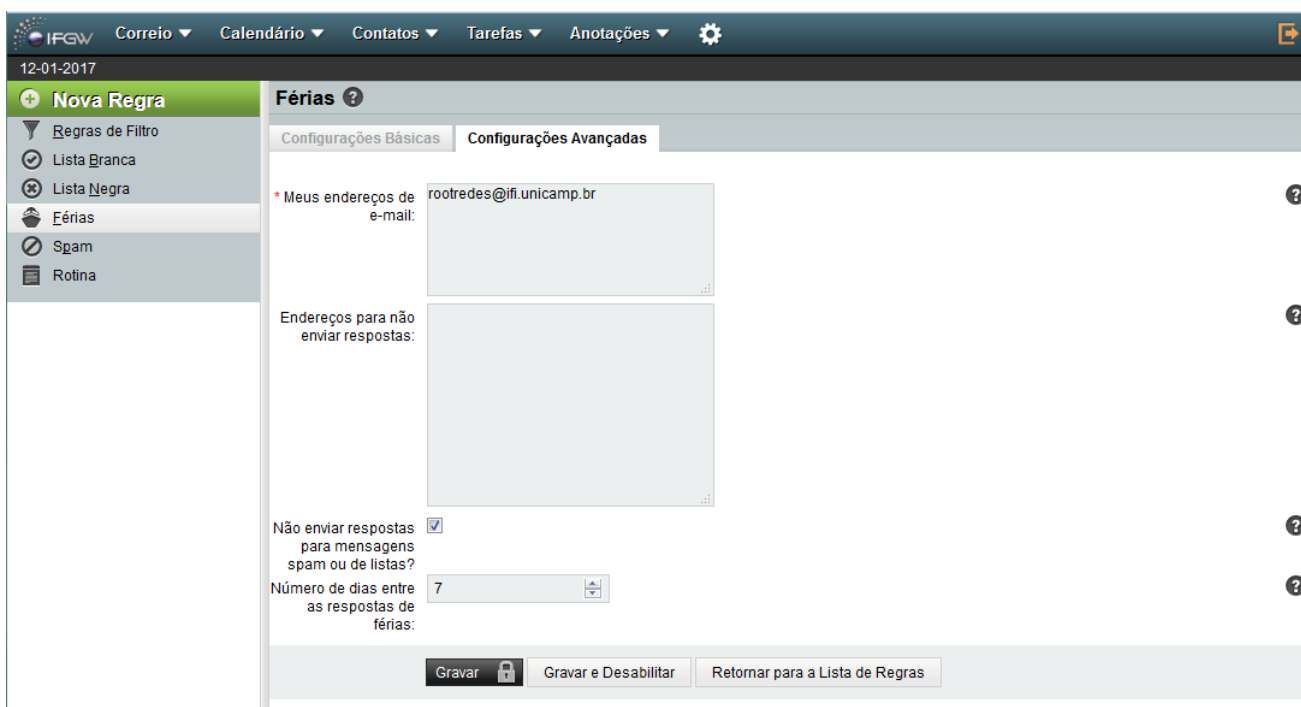 IFGW Correio Calendário Contatos Tarefas Anotações
12-01-2017
Nova Regra
Regras de Filtro
Lista Branca
Lista Negra
Férias
Spam
Rotina
Férias ?
Configurações Básicas Configurações Avançadas
* Meus endereços de
e-mail:
rootredes@ifi.unicamp.br
?
Endereços para não
enviar respostas:
?
Não enviar respostas
para mensagens
spam ou de listas?
?
Número de dias entre
as respostas de
férias:
7
?
Gravar Gravar e Desabilitar Retornar para a Lista de Regras